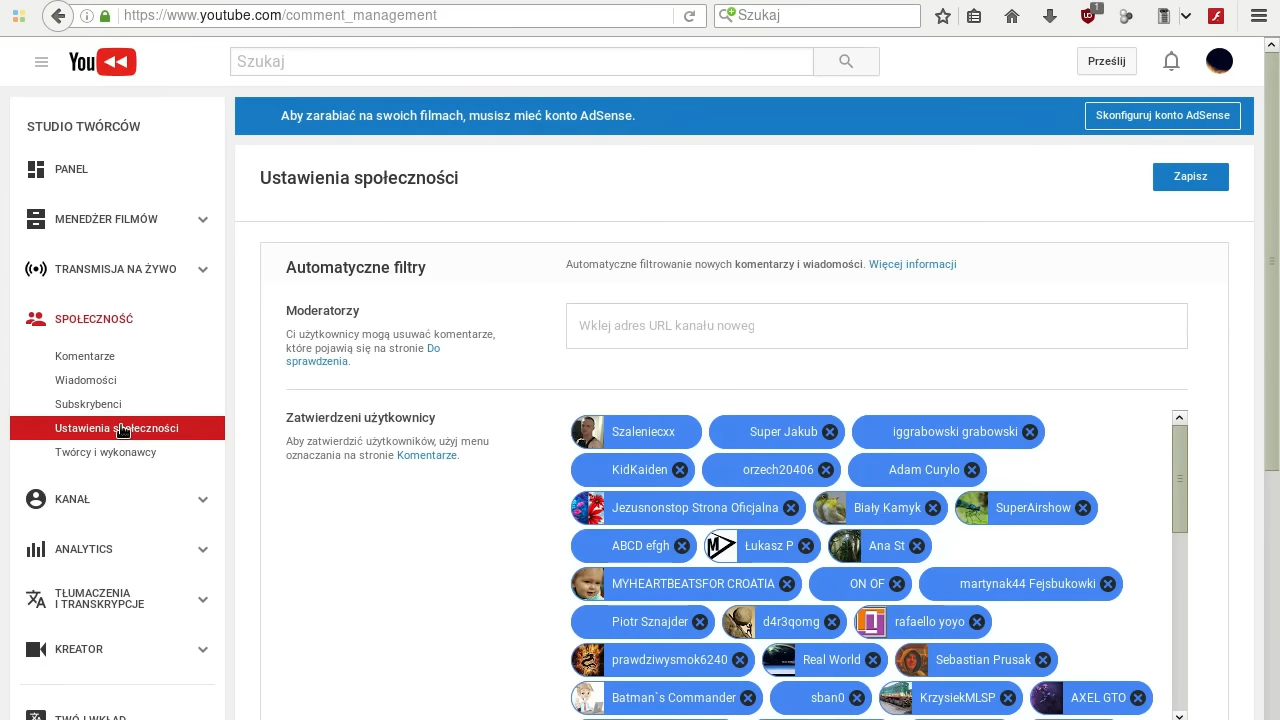 https://www.youtube.com/comment_management
Szukaj
1
You
Szukaj
Prześlij
STUDIO TWÓRCÓW
PANEL
MENEDŻER FILMÓW
TRANSMISJA NA ŻYWO
SPOŁECZNOŚĆ
Komentarze
Wiadomości
Subskrybenci
Ustawienia społeczności
Twórcy i wykonawcy
KANAŁ
ANALYTICS
TŁUMACZENIA
I TRANSKRYPCJE
KREATOR
TWÓJ WKŁAD
Aby zarabiać na swoich filmach, musisz mieć konto AdSense.
Skonfiguruj konto AdSense
Ustawienia społeczności
Zapisz
Automatyczne filtry
Automatyczne filtrowanie nowych komentarzy i wiadomości. Więcej informacji
Moderatorzy
Ci użytkownicy mogą usuwać komentarze,
które pojawią się na stronie Do
sprawdzenia.
Wklej adres URL kanału noweg
Zatwierdzeni użytkownicy
Aby zatwierdzić użytkowników, użyj menu
oznaczania na stronie Komentarze.
Szaleniecxx Super Jakub iggrabowski grabowski
KidKaiden orzech20406 Adam Curylo
Jezusnonstop Strona Oficjalna Biały Kamyk SuperAirshow
ABCD efgh Łukasz P Ana St
MYHEARTBEATSFOR CROATIA ON OF martynak44 Fejsbukowki
Piotr Sznajder d4r3qomg rafaello yoyo
prawdziwysmok6240 Real World Sebastian Prusak
Batman`s Commander sban0 KrzysiekMLSP AXEL GTO